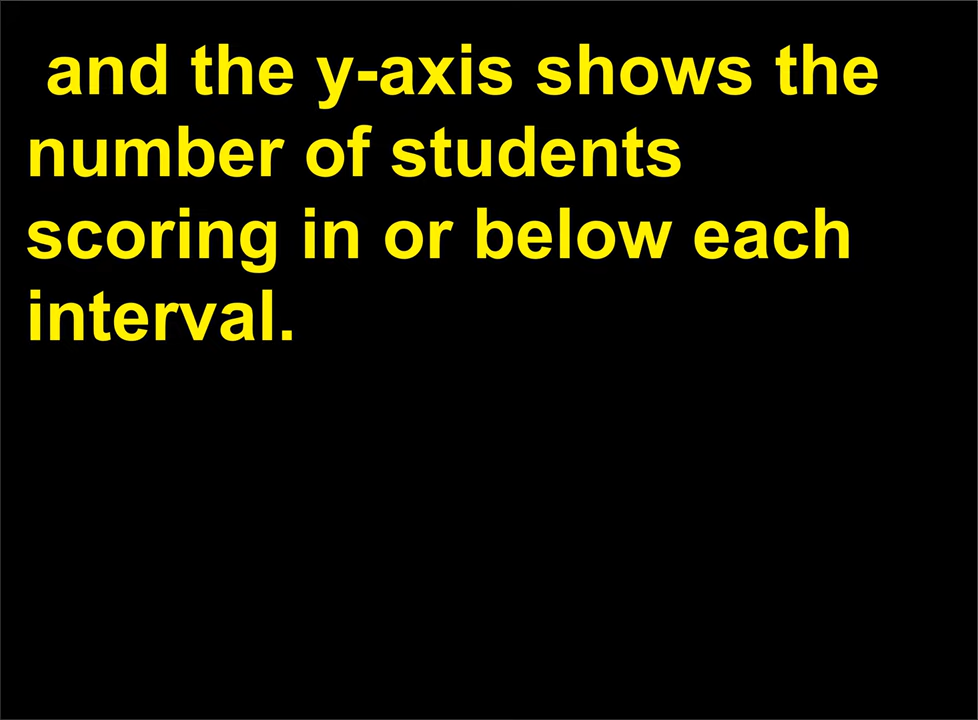 and the y-axis shows the
number of students
scoring in or below each
interval.